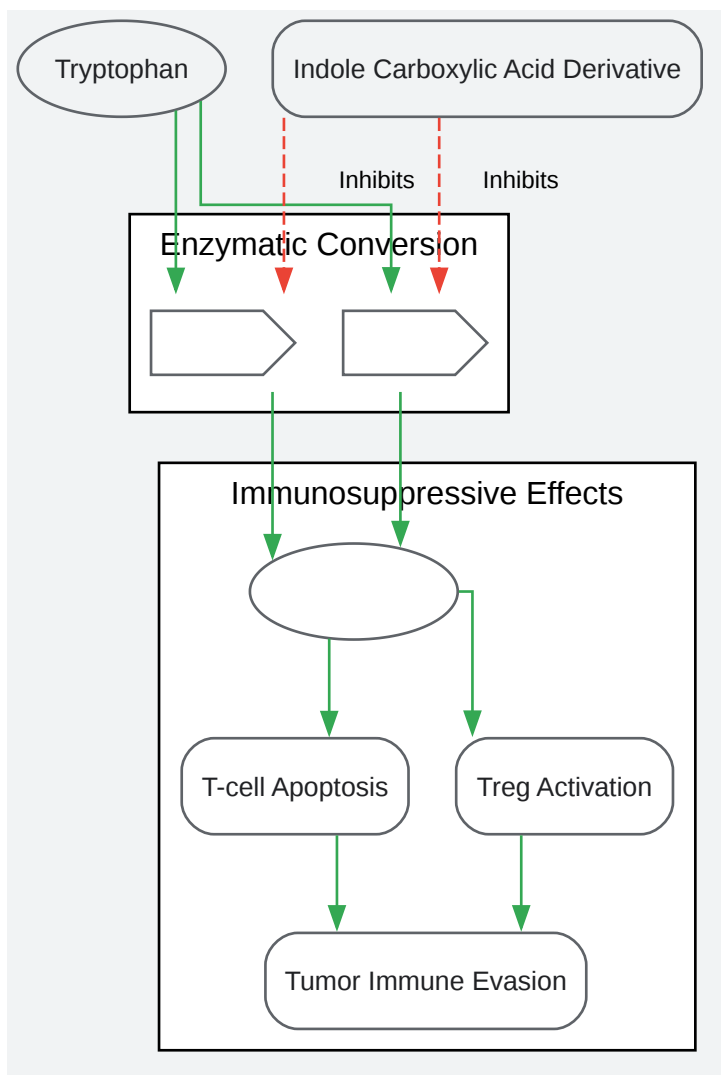 Tryptophan
Indole Carboxylic Acid Derivative
Inhibits
Inhibits
Enzymatic Conversion
Immunosuppressive Effects
T-cell Apoptosis
Treg Activation
Tumor Immune Evasion